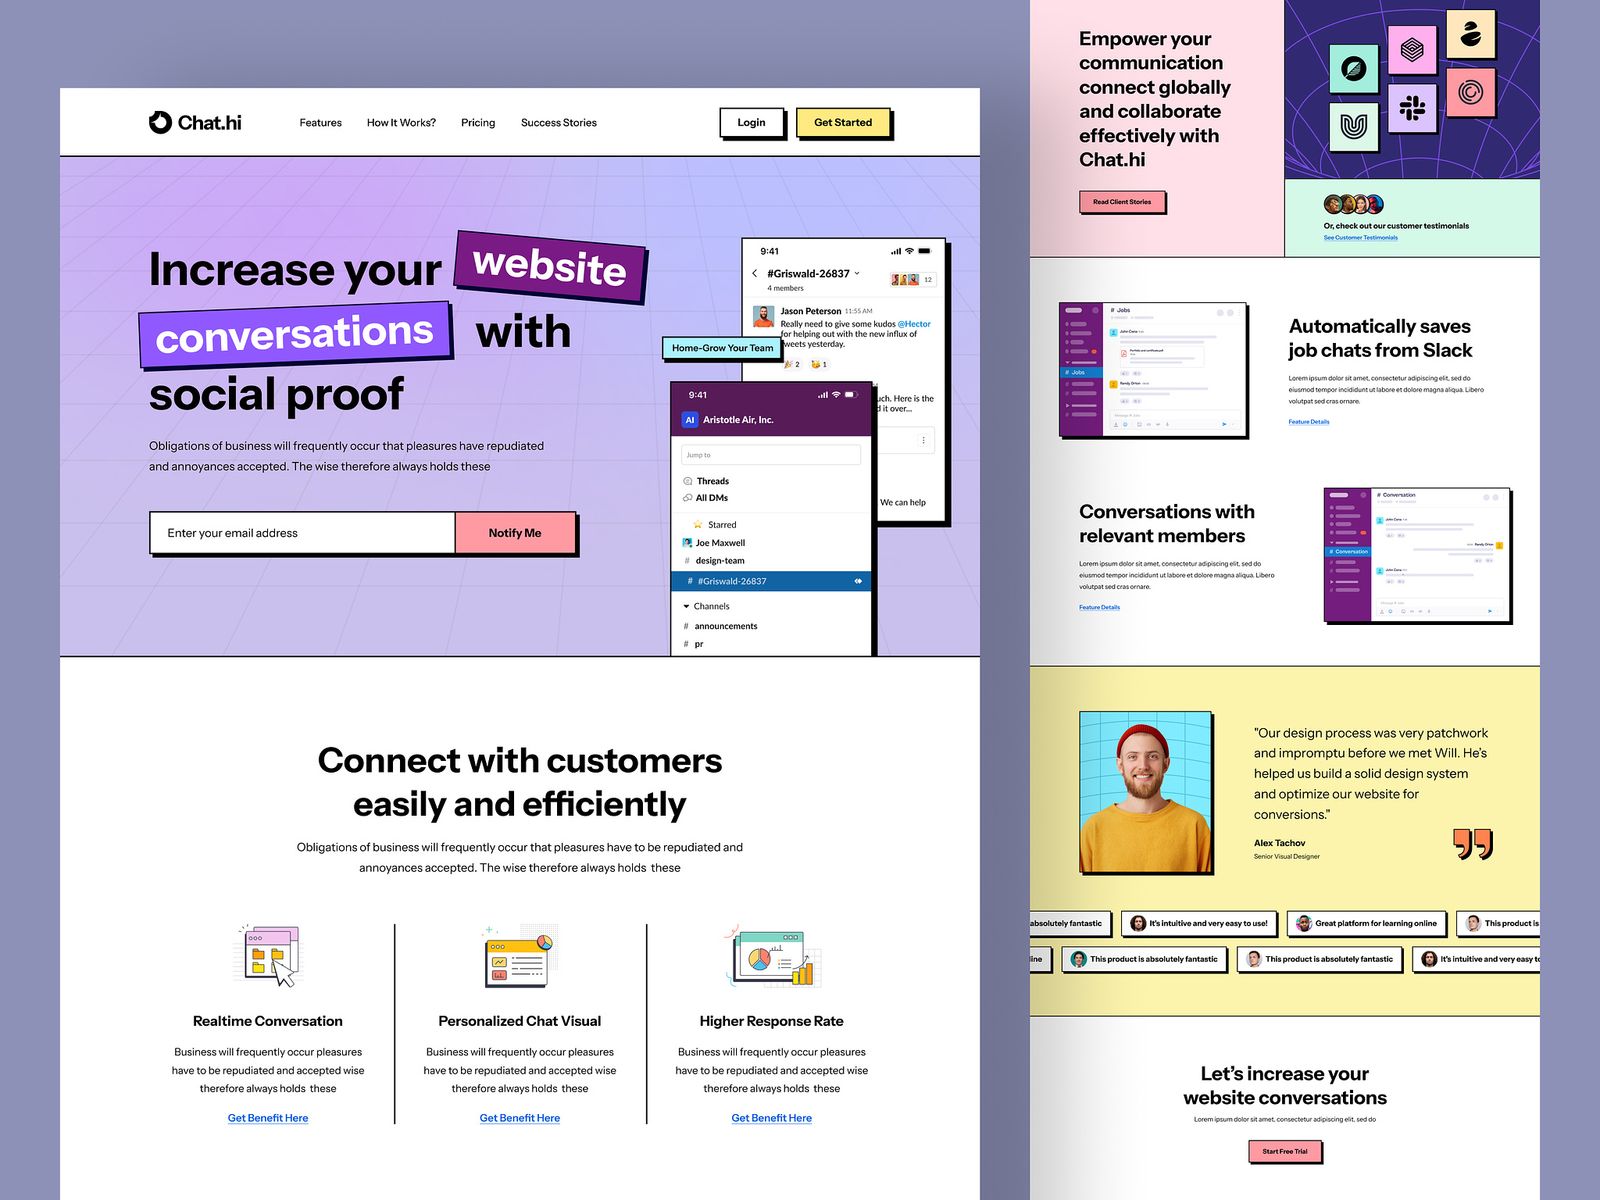 Chat.hi
Features
How It Works?
Pricing
Success Stories
Login
Get Started
Increase your website
conversations with
social proof
Obligations of business will frequently occur that pleasures have repudiated
and annoyances accepted. The wise therefore always holds these
Enter your email address
Notify Me
9:41
#Griswald-26837
4 members
12
Jason Peterson 11:55 AM
Really need to give some kudos @Hector
for helping out with the new influx of
tweets yesterday.
2
1
Home-Grow Your Team
uch. Here is the
d it over...
We can help
9:41
AI Aristotle Air, Inc.
Jump to
Threads
All DMs
Starred
Joe Maxwell
# design-team
# #Griswald-26837
Channels
# announcements
# pr
Connect with customers
easily and efficiently
Obligations of business will frequently occur that pleasures have to be repudiated and
annoyances accepted. The wise therefore always holds these
Realtime Conversation
Business will frequently occur pleasures
have to be repudiated and accepted wise
therefore always holds these
Get Benefit Here
Personalized Chat Visual
Business will frequently occur pleasures
have to be repudiated and accepted wise
therefore always holds these
Get Benefit Here
Higher Response Rate
Business will frequently occur pleasures
have to be repudiated and accepted wise
therefore always holds these
Get Benefit Here
Empower your
communication
connect globally
and collaborate
effectively with
Chat.hi
Read Client Stories
Or, check out our customer testimonials
See Customer Testimonials
# Jobs
John Cena
# Jobs
Randy Orton
Message # Jobs
Automatically saves
job chats from Slack
Lorem ipsum dolor sit amet, consectetur adipiscing elit, sed do
eiusmod tempor incididunt ut labore et dolore magna aliqua. Libero
volutpat sed cras ornare.
Feature Details
Conversations with
relevant members
Lorem ipsum dolor sit amet, consectetur adipiscing elit, sed do
eiusmod tempor incididunt ut labore et dolore magna aliqua. Libero
volutpat sed cras ornare.
Feature Details
# Conversation
John Cena
Randy Orton
# Conversation
John Cena
Message # Jobs
"Our design process was very patchwork
and impromptu before we met Will. He's
helped us build a solid design system
and optimize our website for
conversions."
Alex Tachov
Senior Visual Designer
absolutely fantastic
It's intuitive and very easy to use!
Great platform for learning online
This product is
line
This product is absolutely fantastic
This product is absolutely fantastic
It's intuitive and very easy to
Let's increase your
website conversations
Lorem ipsum dolor sit amet, consectetur adipiscing elit, sed do
Start Free Trial